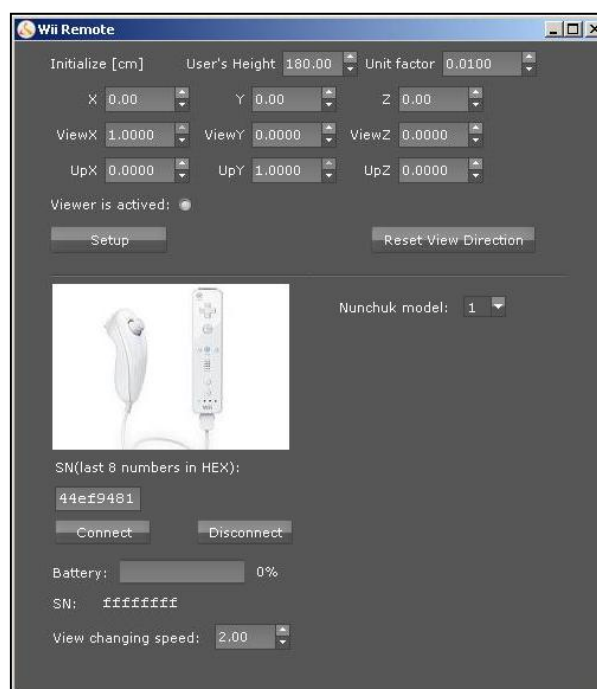 Wii Remote
Initialize [cm] User's Height 180.00 Unit factor 0.0100
X 0.00 Y 0.00 Z 0.00
ViewX 1.0000 ViewY 0.0000 ViewZ 0.0000
UpX 0.0000 UpY 1.0000 UpZ 0.0000
Viewer is actived:
Setup Reset View Direction
Nunchuk model: 1
Wii
SN(last 8 numbers in HEX):
44ef9481
Connect Disconnect
Battery: 0%
SN: ffffffff
View changing speed: 2.00